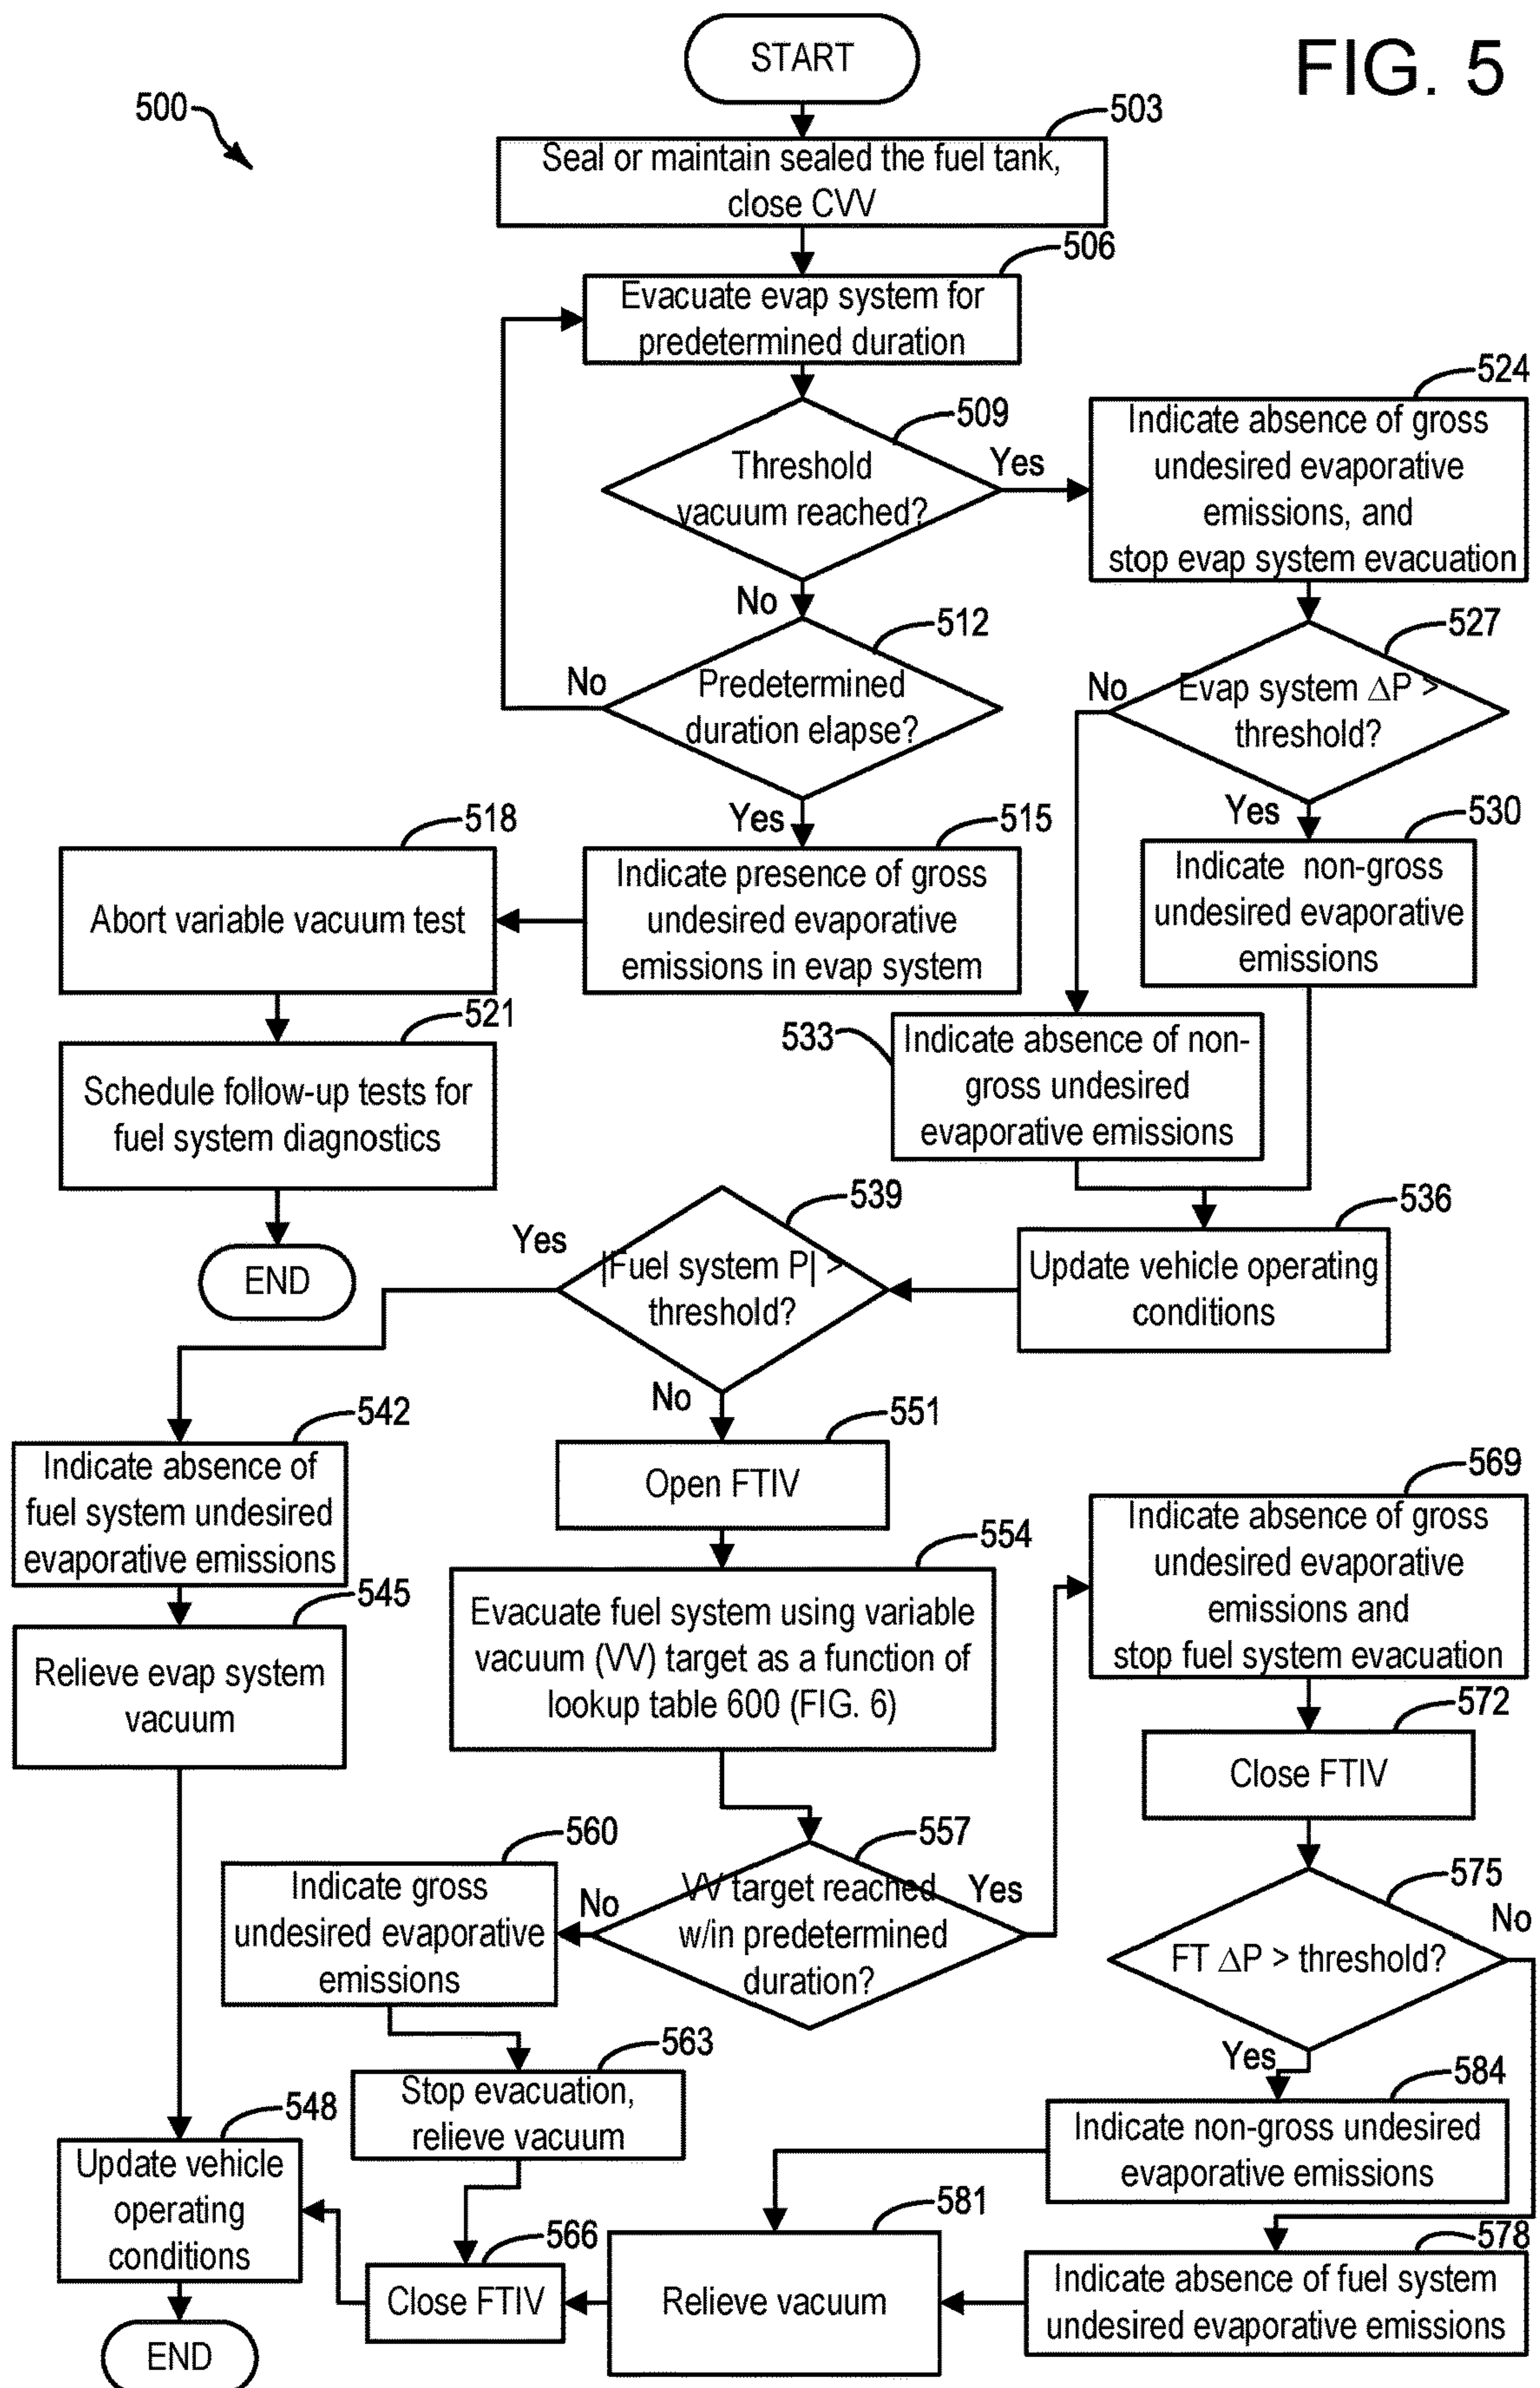 FIG. 5
500
START
503
Seal or maintain sealed the fuel tank,
close CVV
506
Evacuate evap system for
predetermined duration
509
Threshold
vacuum reached?
Yes
No
524
Indicate absence of gross
undesired evaporative
emissions, and
stop evap system evacuation
512
Predetermined
duration elapse?
No
Yes
527
Evap system ΔP >
threshold?
No
Yes
515
Indicate presence of gross
undesired evaporative
emissions in evap system
518
Abort variable vacuum test
521
Schedule follow-up tests for
fuel system diagnostics
END
530
Indicate non-gross
undesired evaporative
emissions
533
Indicate absence of non-
gross undesired
evaporative emissions
536
Update vehicle operating
conditions
539
|Fuel system P| >
threshold?
Yes
No
542
Indicate absence of
fuel system undesired
evaporative emissions
545
Relieve evap system
vacuum
551
Open FTIV
554
Evacuate fuel system using variable
vacuum (VV) target as a function of
lookup table 600 (FIG. 6)
557
VV target reached
w/in predetermined
duration?
No
Yes
560
Indicate gross
undesired evaporative
emissions
563
Stop evacuation,
relieve vacuum
569
Indicate absence of gross
undesired evaporative
emissions and
stop fuel system evacuation
572
Close FTIV
575
FT ΔP > threshold?
No
Yes
584
Indicate non-gross undesired
evaporative emissions
578
Indicate absence of fuel system
undesired evaporative emissions
581
Relieve vacuum
566
Close FTIV
548
Update vehicle
operating
conditions
END